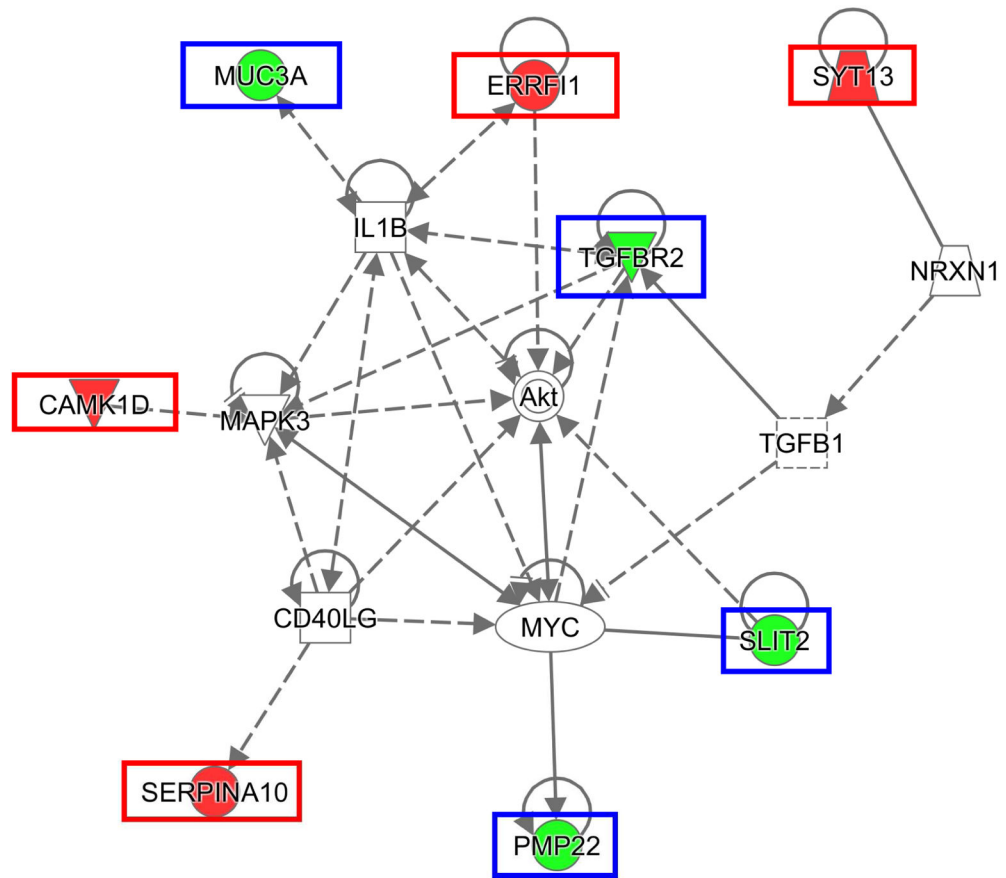 MUC3A
ERRFI1
SYT13
IL1B
TGFBR2
NRXN1
CAMK1D
MAPK3
Akt
TGFB1
CD40LG
MYC
SLIT2
SERPINA10
PMP22